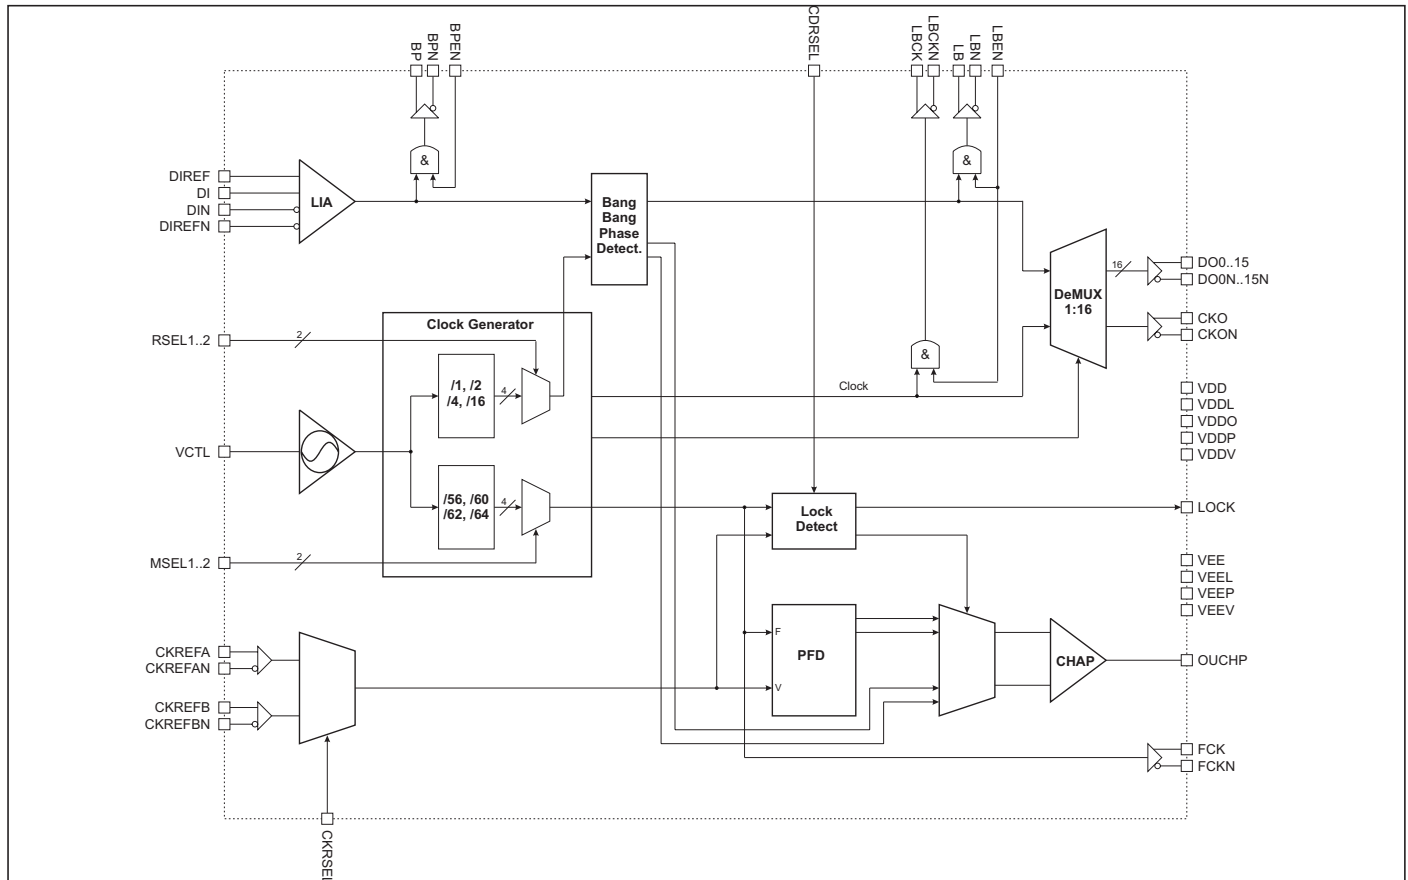 BP
BPN
BPEN
CDRSEL
LBCK
LBCKN
LB
LBN
LBEN
&
&
DIREF
DI
DIN
DIREFN
LIA
Bang
Bang
Phase
Detect.
16
DO0..15
DO0N..15N
DeMUX
1:16
CKO
CKON
Clock Generator
RSEL1..2
2
&
/1, /2
/4, /16
4
Clock
VDD
VDDL
VDDO
VDDP
VDDV
VCTL
/56, /60
/62, /64
4
Lock
Detect
LOCK
MSEL1..2
2
VEE
VEEL
VEEP
VEEV
CKREFA
CKREFAN
F
PFD
V
CHAP
OUCHP
CKREFB
CKREFBN
FCK
FCKN
CKRSEL